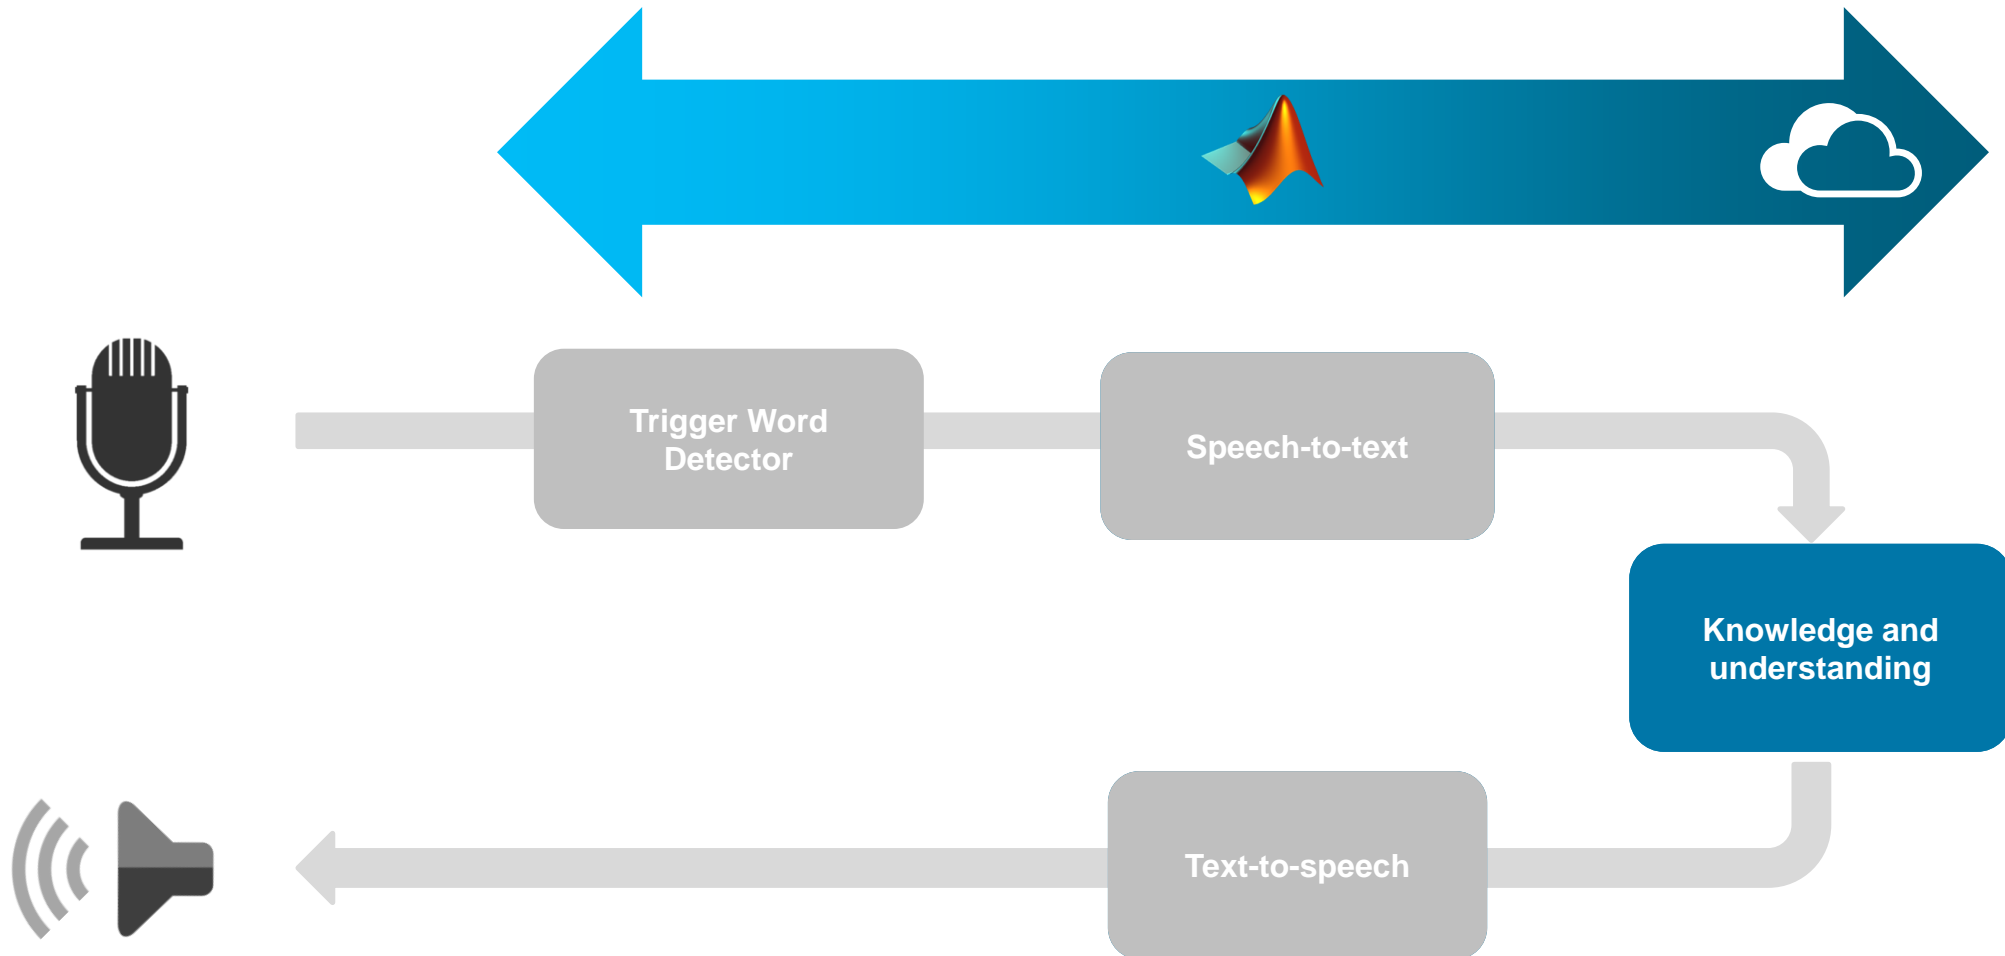 Trigger Word
Detector
Speech-to-text
Knowledge and
understanding
Text-to-speech